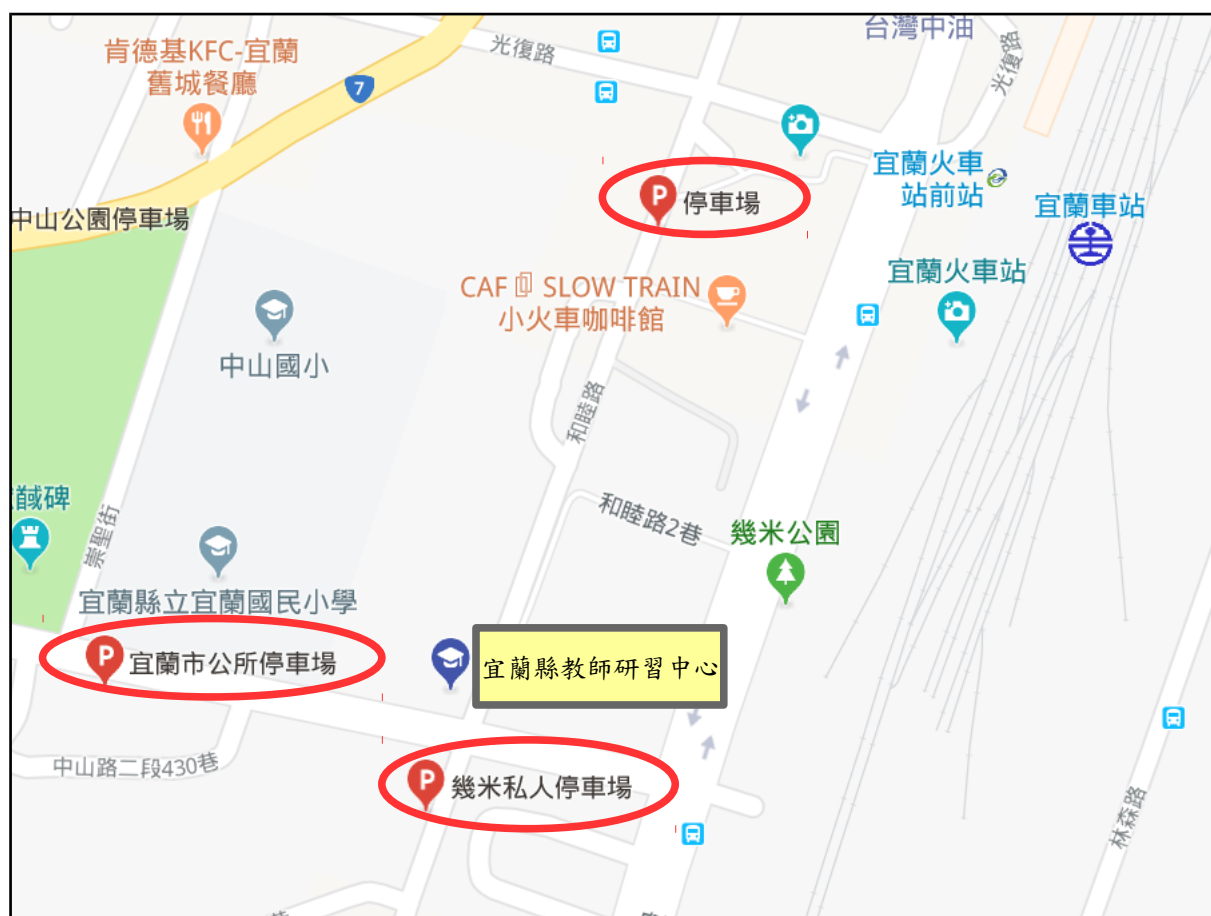 台灣中油
光復路
肯德基KFC-宜蘭
舊城餐廳
7
光復路
宜蘭火車
站前站
P 停車場
宜蘭車站
中山公園停車場
宜蘭火車站
CAF SLOW TRAIN
小火車咖啡館
中山國小
和睦路
和睦路2巷
碑
崇聖街
幾米公園
宜蘭縣立宜蘭國民小學
P 宜蘭市公所停車場
宜蘭縣教師研習中心
中山路二段430巷
P 幾米私人停車場
林森路